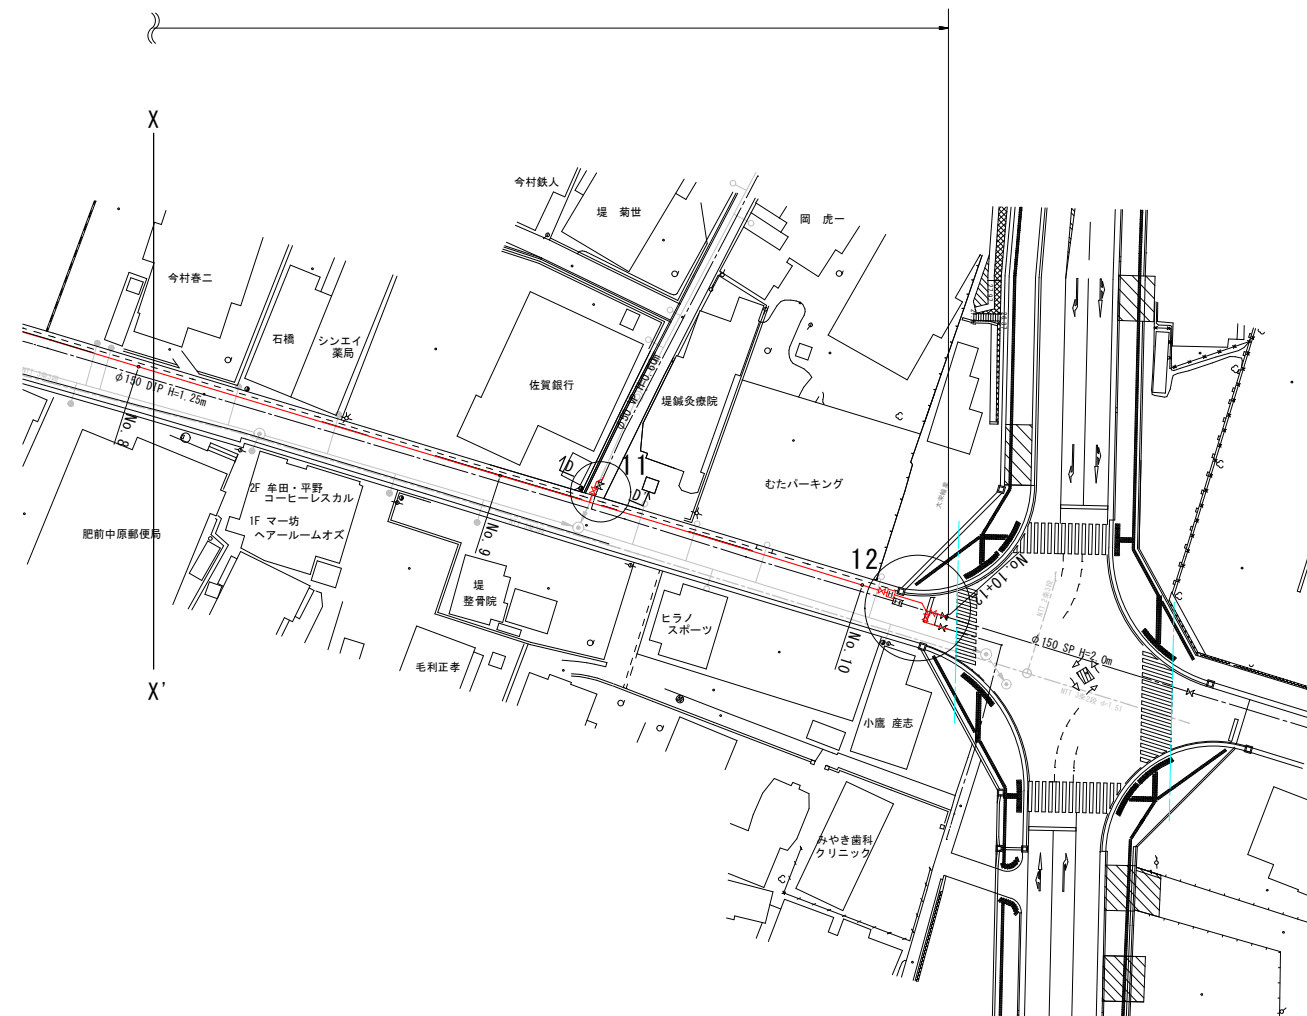 X
今村鉄人
堤 菊世
岡 虎一
今村春二
石橋
シンエイ
薬局
佐賀銀行
φ50 VP H=0.60m
堤鍼灸療院
φ150 DIP H=1.25m
No. 8
1D
11
D1
むたパーキング
2F 牟田・平野
コーヒーレスカル
1F マー坊
ヘアールームオズ
肥前中原郵便局
No. 9
12
堤
整骨院
ヒラノ
スポーツ
毛利正孝
No. 10
φ150 SP H=2.0m
X'
小鷹 産志
みやき歯科
クリニック